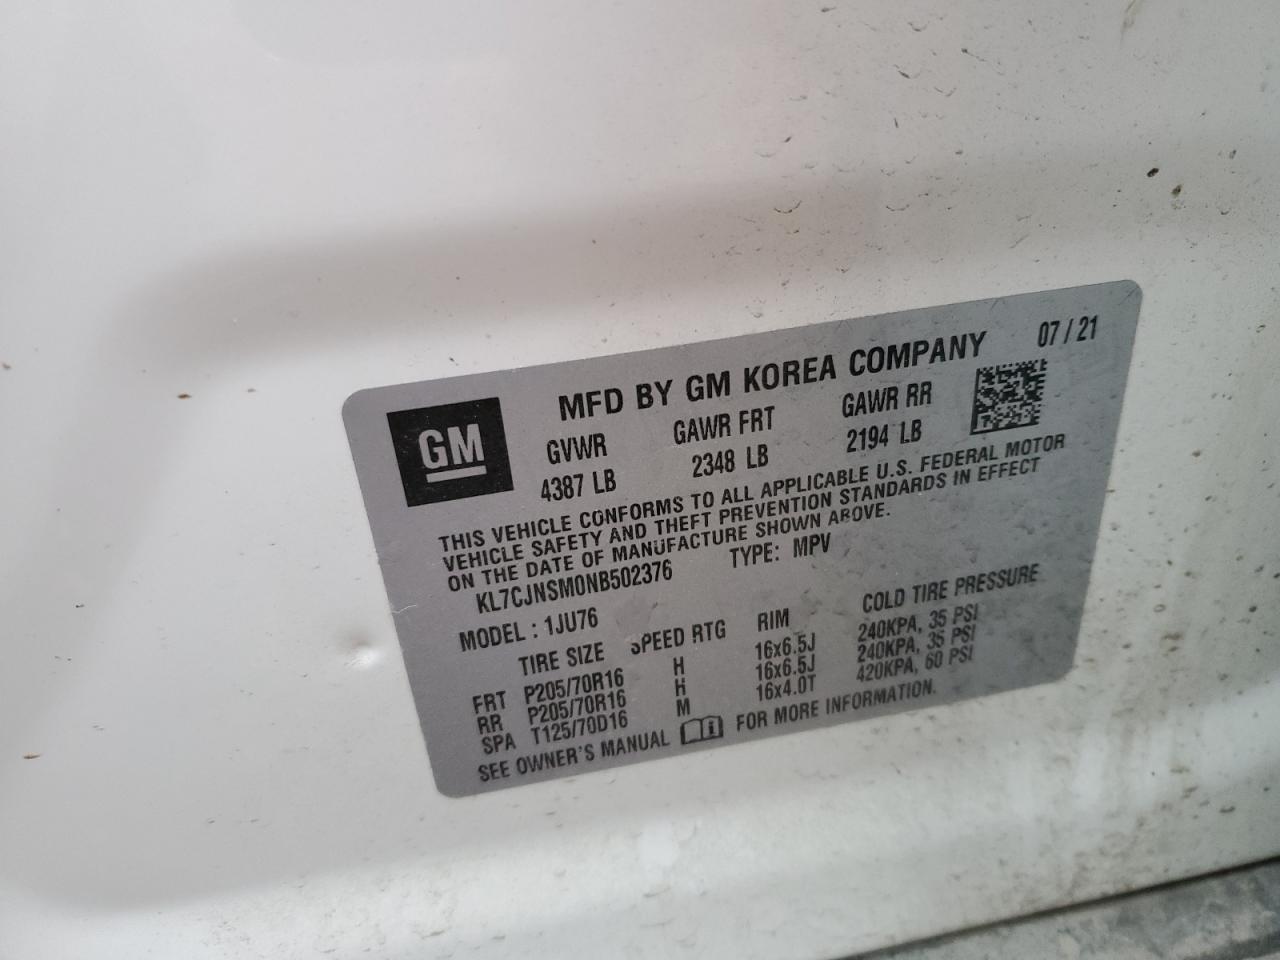 MFD BY GM KOREA COMPANY 07/21
GM
GVWR GAWR FRT GAWR RR
4387 LB 2348 LB 2194 LB
THIS VEHICLE CONFORMS TO ALL APPLICABLE U.S. FEDERAL MOTOR
VEHICLE SAFETY AND THEFT PREVENTION STANDARDS IN EFFECT
ON THE DATE OF MANUFACTURE SHOWN ABOVE.
KL7CJNSM0NB502376 TYPE: MPV
MODEL: 1JU76
TIRE SIZE SPEED RTG RIM COLD TIRE PRESSURE
FRT P205/70R16 H 16x6.5J 240KPA, 35 PSI
RR P205/70R16 H 16x6.5J 240KPA, 35 PSI
SPA T125/70D16 M 16x4.0T 420KPA, 60 PSI
SEE OWNER'S MANUAL FOR MORE INFORMATION.